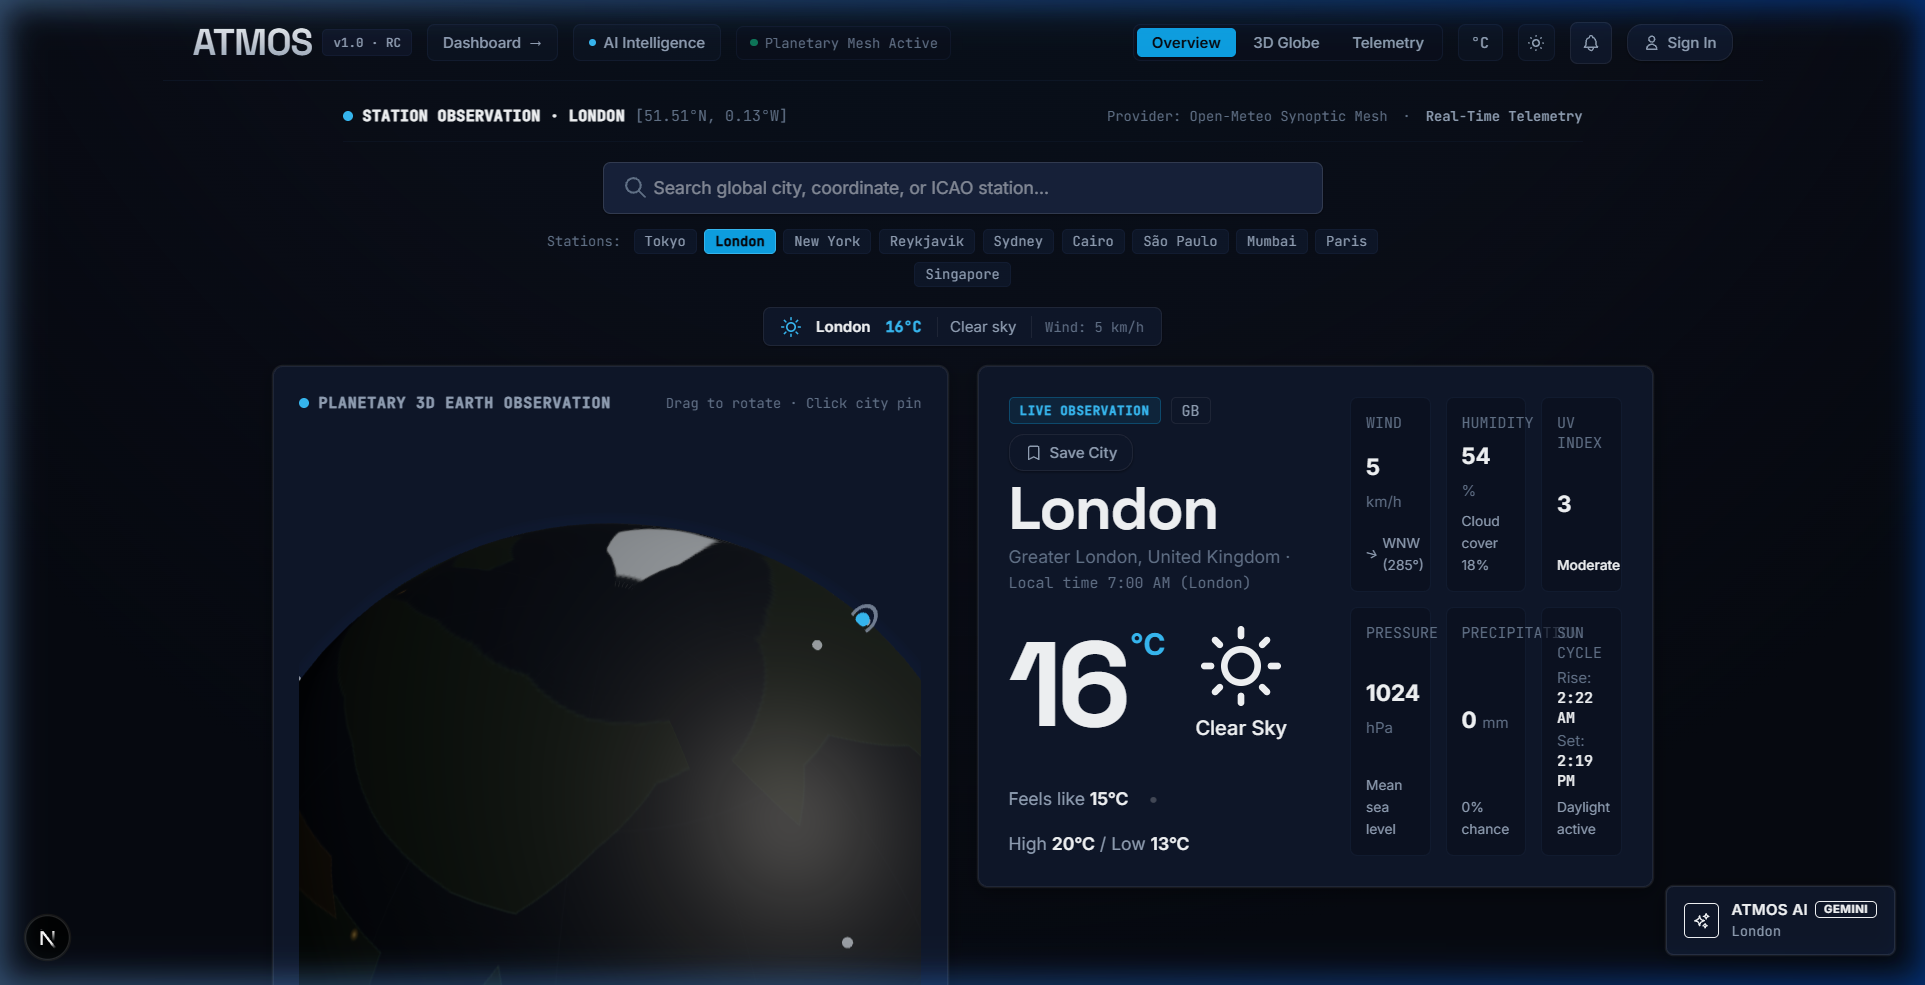 ATMOS v1.0 · RC Dashboard → AI Intelligence Planetary Mesh Active Overview 3D Globe Telemetry °C Sign In
STATION OBSERVATION · LONDON [51.51°N, 0.13°W] Provider: Open-Meteo Synoptic Mesh · Real-Time Telemetry
Search global city, coordinate, or ICAO station...
Stations: Tokyo London New York Reykjavik Sydney Cairo São Paulo Mumbai Paris
Singapore
London 16°C Clear sky Wind: 5 km/h
PLANETARY 3D EARTH OBSERVATION Drag to rotate · Click city pin
LIVE OBSERVATION GB
Save City
London
Greater London, United Kingdom ·
Local time 7:00 AM (London)
16°C
Clear Sky
Feels like 15°C •
High 20°C / Low 13°C
WIND
5
km/h
→ WNW
(285°)
HUMIDITY
54
%
Cloud
cover
18%
UV
INDEX
3
Moderate
PRESSURE
1024
hPa
Mean
sea
level
PRECIPITATION
0 mm
0%
chance
SUN
CYCLE
Rise:
2:22
AM
Set:
2:19
PM
Daylight
active
N
ATMOS AI GEMINI
London